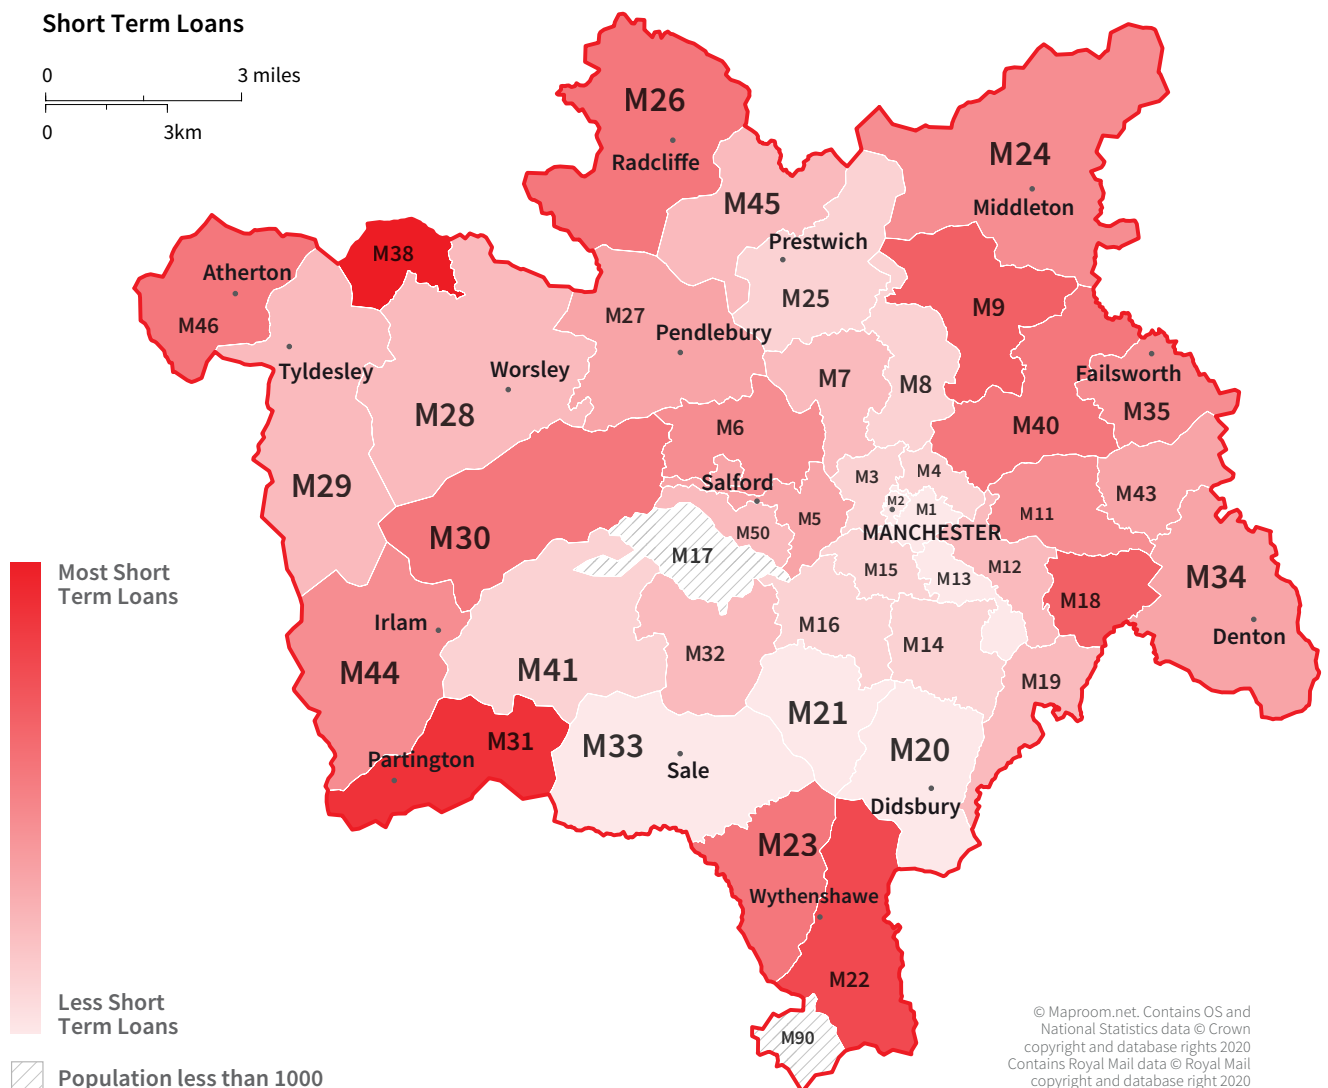 Short Term Loans
0 3 miles
0 3km
M26
Radcliffe
M24
Middleton
M45
Prestwich
M25
M38
Atherton
M46
M9
M27
Pendlebury
Tyldesley
Worsley
M28
M7
M8
Failsworth
M35
M40
M6
M29
Salford
M3
M4
M43
M2
M1
M11
M5
M50
MANCHESTER
M30
M17
M15
M13
M12
M34
M18
Denton
Irlam
M16
M14
M32
M44
M41
M19
M21
M31
M33
M20
Partington
Sale
Didsbury
M23
Wythenshawe
M22
M90
Most Short
Term Loans
Less Short
Term Loans
Population less than 1000
© Maproom.net. Contains OS and
National Statistics data © Crown
copyright and database rights 2020
Contains Royal Mail data © Royal Mail
copyright and database right 2020